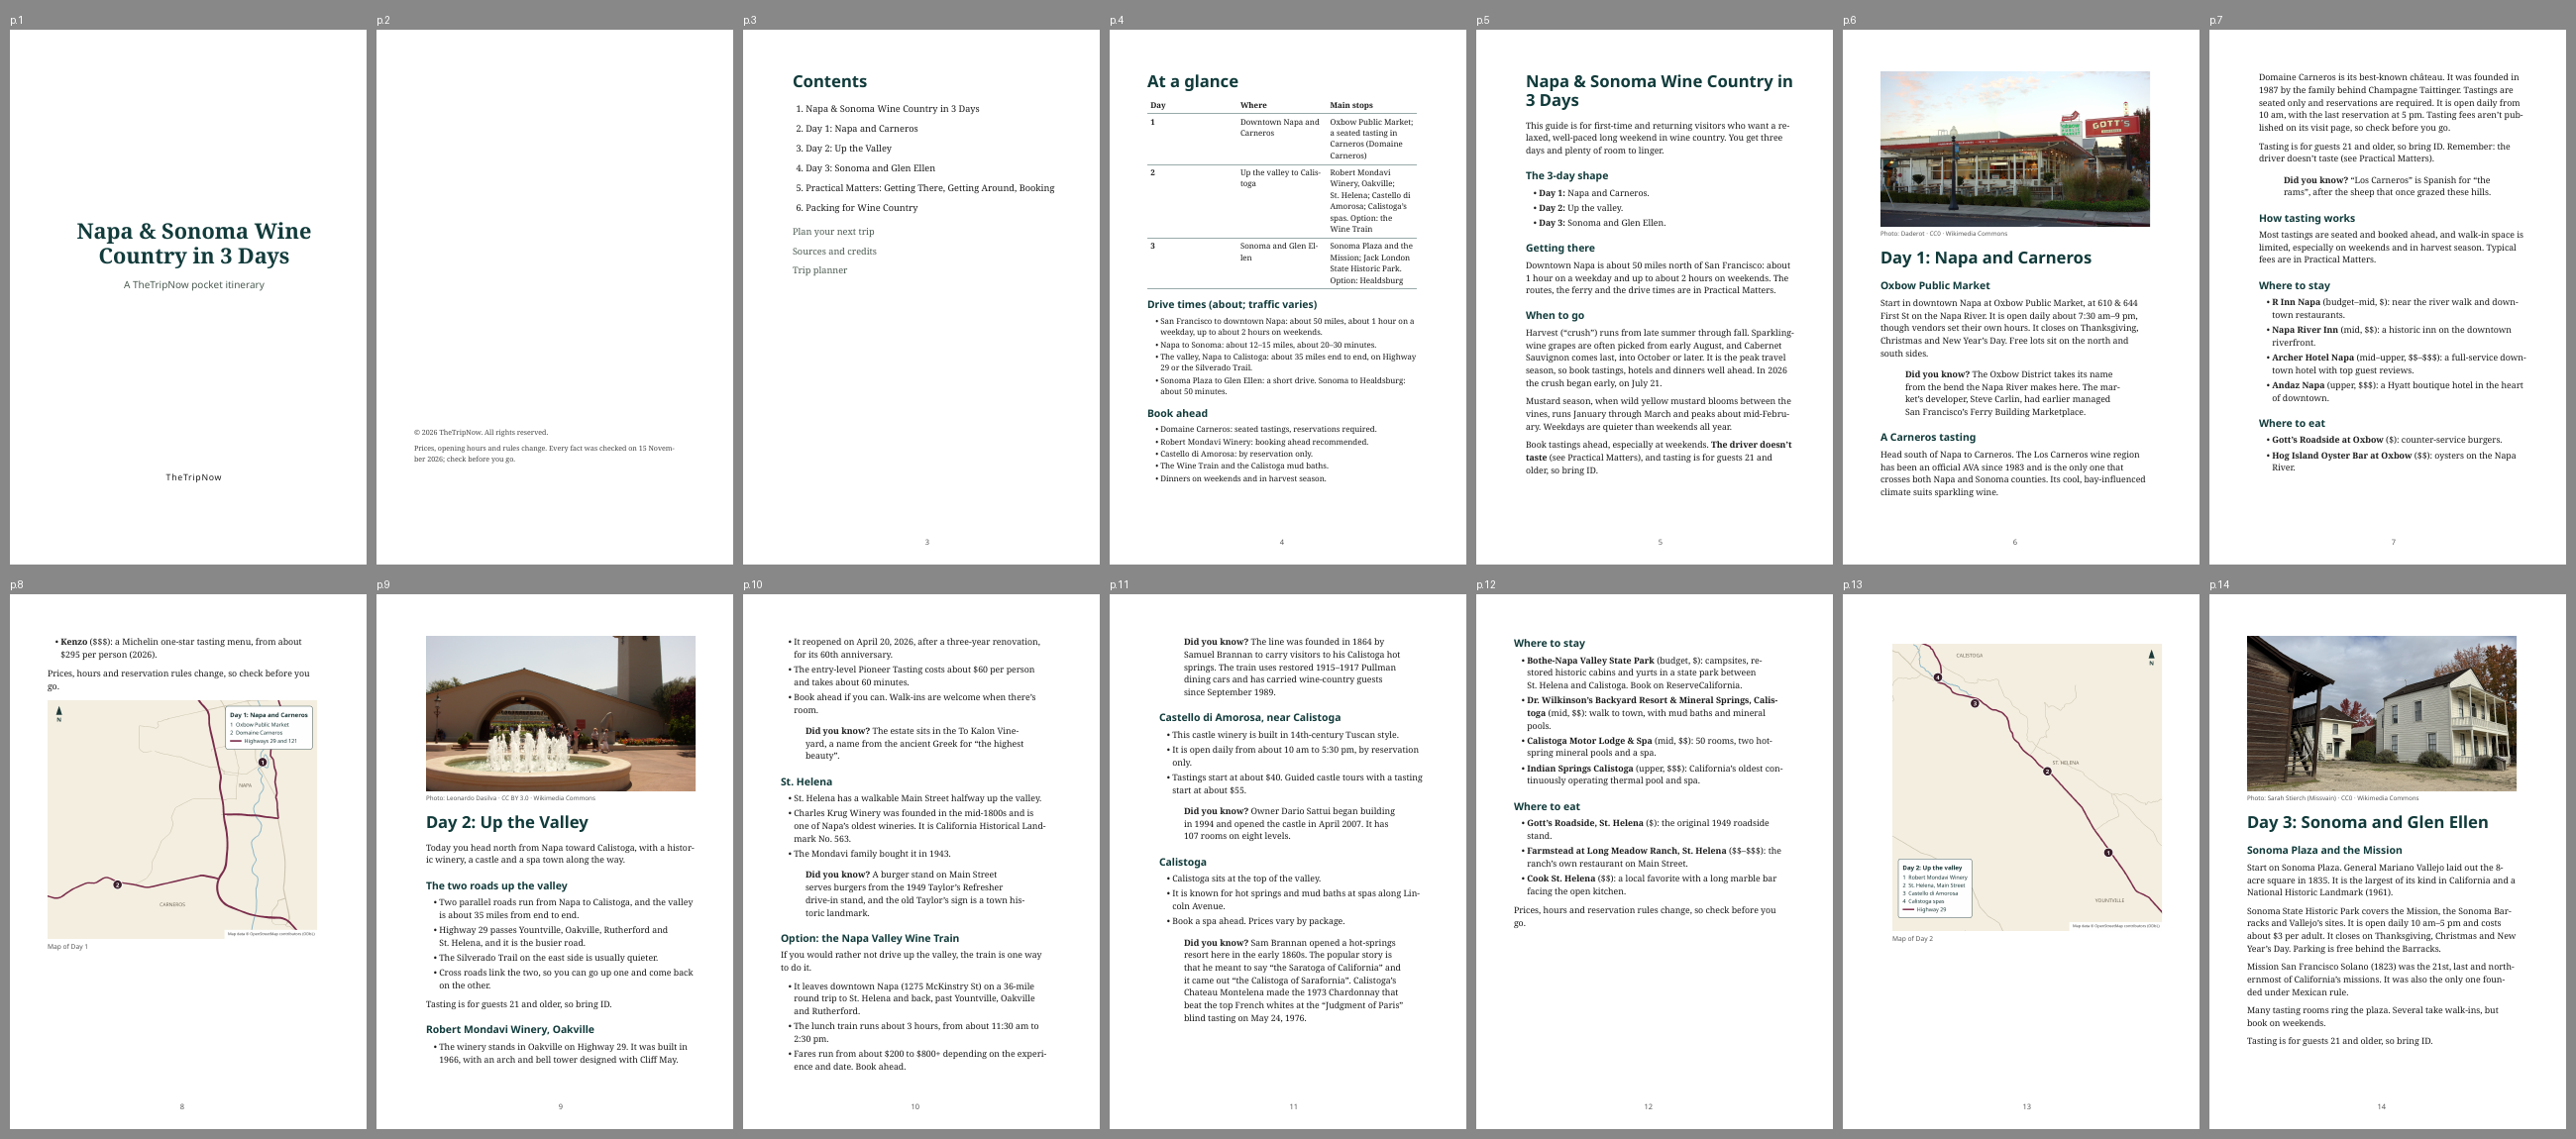 p.1
Napa & Sonoma Wine
Country in 3 Days
A TheTripNow pocket itinerary
TheTripNow
p.2
© 2026 TheTripNow. All rights reserved.
Prices, opening hours and rules change. Every fact was checked on 15 Novem-
ber 2026; check before you go.
p.3
Contents
1. Napa & Sonoma Wine Country in 3 Days
2. Day 1: Napa and Carneros
3. Day 2: Up the Valley
4. Day 3: Sonoma and Glen Ellen
5. Practical Matters: Getting There, Getting Around, Booking
6. Packing for Wine Country
Plan your next trip
Sources and credits
Trip planner
3
p.4
At a glance
Day Where Main stops
1 Downtown Napa and Oxbow Public Market;
Carneros a seated tasting in
Carneros (Domaine
Carneros)
2 Up the valley to Calis- Robert Mondavi
toga Winery, Oakville;
St. Helena; Castello di
Amorosa; Calistoga's
spas. Option: the
Wine Train
3 Sonoma and Glen El- Sonoma Plaza and the
len Mission; Jack London
State Historic Park.
Option: Healdsburg
Drive times (about; traffic varies)
• San Francisco to downtown Napa: about 50 miles, about 1 hour on a
weekday, up to about 2 hours on weekends.
• Napa to Sonoma: about 12–15 miles, about 20–30 minutes.
• The valley, Napa to Calistoga: about 35 miles end to end, on Highway
29 or the Silverado Trail.
• Sonoma Plaza to Glen Ellen: a short drive. Sonoma to Healdsburg:
about 50 minutes.
Book ahead
• Domaine Carneros: seated tastings, reservations required.
• Robert Mondavi Winery: booking ahead recommended.
• Castello di Amorosa: by reservation only.
• The Wine Train and the Calistoga mud baths.
• Dinners on weekends and in harvest season.
4
p.5
Napa & Sonoma Wine Country in
3 Days
This guide is for first-time and returning visitors who want a re-
laxed, well-paced long weekend in wine country. You get three
days and plenty of room to linger.
The 3-day shape
• Day 1: Napa and Carneros.
• Day 2: Up the valley.
• Day 3: Sonoma and Glen Ellen.
Getting there
Downtown Napa is about 50 miles north of San Francisco: about
1 hour on a weekday and up to about 2 hours on weekends. The
routes, the ferry and the drive times are in Practical Matters.
When to go
Harvest (“crush”) runs from late summer through fall. Sparkling-
wine grapes are often picked from early August, and Cabernet
Sauvignon comes last, into October or later. It is the peak travel
season, so book tastings, hotels and dinners well ahead. In 2026
the crush began early, on July 21.
Mustard season, when wild yellow mustard blooms between the
vines, runs January through March and peaks about mid-Febru-
ary. Weekdays are quieter than weekends all year.
Book tastings ahead, especially at weekends. The driver doesn't
taste (see Practical Matters), and tasting is for guests 21 and
older, so bring ID.
5
p.6
GOTT'S
Photo: Daderot · CC0 · Wikimedia Commons
Day 1: Napa and Carneros
Oxbow Public Market
Start in downtown Napa at Oxbow Public Market, at 610 & 644
First St on the Napa River. It is open daily about 7:30 am–9 pm,
though vendors set their own hours. It closes on Thanksgiving,
Christmas and New Year's Day. Free lots sit on the north and
south sides.
Did you know? The Oxbow District takes its name
from the bend the Napa River makes here. The mar-
ket's developer, Steve Carlin, had earlier managed
San Francisco's Ferry Building Marketplace.
A Carneros tasting
Head south of Napa to Carneros. The Los Carneros wine region
has been an official AVA since 1983 and is the only one that
crosses both Napa and Sonoma counties. Its cool, bay-influenced
climate suits sparkling wine.
6
p.7
Domaine Carneros is its best-known château. It was founded in
1987 by the family behind Champagne Taittinger. Tastings are
seated only and reservations are required. It is open daily from
10 am, with the last reservation at 5 pm. Tasting fees aren't pub-
lished on its visit page, so check before you go.
Tasting is for guests 21 and older, so bring ID. Remember: the
driver doesn't taste (see Practical Matters).
Did you know? “Los Carneros” is Spanish for “the
rams”, after the sheep that once grazed these hills.
How tasting works
Most tastings are seated and booked ahead, and walk-in space is
limited, especially on weekends and in harvest season. Typical
fees are in Practical Matters.
Where to stay
• R Inn Napa (budget–mid, $): near the river walk and down-
town restaurants.
• Napa River Inn (mid, $$): a historic inn on the downtown
riverfront.
• Archer Hotel Napa (mid–upper, $$–$$$): a full-service down-
town hotel with top guest reviews.
• Andaz Napa (upper, $$$): a Hyatt boutique hotel in the heart
of downtown.
Where to eat
• Gott's Roadside at Oxbow ($): counter-service burgers.
• Hog Island Oyster Bar at Oxbow ($$): oysters on the Napa
River.
7
p.8
• Kenzo ($$$): a Michelin one-star tasting menu, from about
$295 per person (2026).
Prices, hours and reservation rules change, so check before you
go.
N
Day 1: Napa and Carneros
1 Oxbow Public Market
2 Domaine Carneros
Highways 29 and 121
1
NAPA
2
CARNEROS
Map data © OpenStreetMap contributors (ODbL)
Map of Day 1
8
p.9
Photo: Leonardo Dasilva · CC BY 3.0 · Wikimedia Commons
Day 2: Up the Valley
Today you head north from Napa toward Calistoga, with a histor-
ic winery, a castle and a spa town along the way.
The two roads up the valley
• Two parallel roads run from Napa to Calistoga, and the valley
is about 35 miles from end to end.
• Highway 29 passes Yountville, Oakville, Rutherford and
St. Helena, and it is the busier road.
• The Silverado Trail on the east side is usually quieter.
• Cross roads link the two, so you can go up one and come back
on the other.
Tasting is for guests 21 and older, so bring ID.
Robert Mondavi Winery, Oakville
• The winery stands in Oakville on Highway 29. It was built in
1966, with an arch and bell tower designed with Cliff May.
9
p.10
• It reopened on April 20, 2026, after a three-year renovation,
for its 60th anniversary.
• The entry-level Pioneer Tasting costs about $60 per person
and takes about 60 minutes.
• Book ahead if you can. Walk-ins are welcome when there's
room.
Did you know? The estate sits in the To Kalon Vine-
yard, a name from the ancient Greek for “the highest
beauty”.
St. Helena
• St. Helena has a walkable Main Street halfway up the valley.
• Charles Krug Winery was founded in the mid-1800s and is
one of Napa's oldest wineries. It is California Historical Land-
mark No. 563.
• The Mondavi family bought it in 1943.
Did you know? A burger stand on Main Street
serves burgers from the 1949 Taylor's Refresher
drive-in stand, and the old Taylor's sign is a town his-
toric landmark.
Option: the Napa Valley Wine Train
If you would rather not drive up the valley, the train is one way
to do it.
• It leaves downtown Napa (1275 McKinstry St) on a 36-mile
round trip to St. Helena and back, past Yountville, Oakville
and Rutherford.
• The lunch train runs about 3 hours, from about 11:30 am to
2:30 pm.
• Fares run from about $200 to $800+ depending on the experi-
ence and date. Book ahead.
10
p.11
Did you know? The line was founded in 1864 by
Samuel Brannan to carry visitors to his Calistoga hot
springs. The train uses restored 1915–1917 Pullman
dining cars and has carried wine-country guests
since September 1989.
Castello di Amorosa, near Calistoga
• This castle winery is built in 14th-century Tuscan style.
• It is open daily from about 10 am to 5:30 pm, by reservation
only.
• Tastings start at about $40. Guided castle tours with a tasting
start at about $55.
Did you know? Owner Dario Sattui began building
in 1994 and opened the castle in April 2007. It has
107 rooms on eight levels.
Calistoga
• Calistoga sits at the top of the valley.
• It is known for hot springs and mud baths at spas along Lin-
coln Avenue.
• Book a spa ahead. Prices vary by package.
Did you know? Sam Brannan opened a hot-springs
resort here in the early 1860s. The popular story is
that he meant to say “the Saratoga of California” and
it came out “the Calistoga of Sarafornia”. Calistoga's
Chateau Montelena made the 1973 Chardonnay that
beat the top French whites at the “Judgment of Paris”
blind tasting on May 24, 1976.
11
p.12
Where to stay
• Bothe-Napa Valley State Park (budget, $): campsites, re-
stored historic cabins and yurts in a state park between
St. Helena and Calistoga. Book on ReserveCalifornia.
• Dr. Wilkinson's Backyard Resort & Mineral Springs, Calis-
toga (mid, $$): walk to town, with mud baths and mineral
pools.
• Calistoga Motor Lodge & Spa (mid, $$): 50 rooms, two hot-
spring mineral pools and a spa.
• Indian Springs Calistoga (upper, $$$): California's oldest con-
tinuously operating thermal pool and spa.
Where to eat
• Gott's Roadside, St. Helena ($): the original 1949 roadside
stand.
• Farmstead at Long Meadow Ranch, St. Helena ($$–$$$): the
ranch's own restaurant on Main Street.
• Cook St. Helena ($$): a local favorite with a long marble bar
facing the open kitchen.
Prices, hours and reservation rules change, so check before you
go.
12
p.13
CALISTOGA
N
4
3
2
ST. HELENA
1
Day 2: Up the valley
1 Robert Mondavi Winery
2 St. Helena, Main Street
3 Castello di Amorosa
4 Calistoga spas
Highway 29
YOUNTVILLE
Map data © OpenStreetMap contributors (ODbL)
Map of Day 2
13
p.14
Photo: Sarah Stierch (Missvain) · CC0 · Wikimedia Commons
Day 3: Sonoma and Glen Ellen
Sonoma Plaza and the Mission
Start on Sonoma Plaza. General Mariano Vallejo laid out the 8-
acre square in 1835. It is the largest of its kind in California and a
National Historic Landmark (1961).
Sonoma State Historic Park covers the Mission, the Sonoma Bar-
racks and Vallejo's sites. It is open daily 10 am–5 pm and costs
about $3 per adult. It closes on Thanksgiving, Christmas and New
Year's Day. Parking is free behind the Barracks.
Mission San Francisco Solano (1823) was the 21st, last and north-
ernmost of California's missions. It was also the only one foun-
ded under Mexican rule.
Many tasting rooms ring the plaza. Several take walk-ins, but
book on weekends.
Tasting is for guests 21 and older, so bring ID.
14